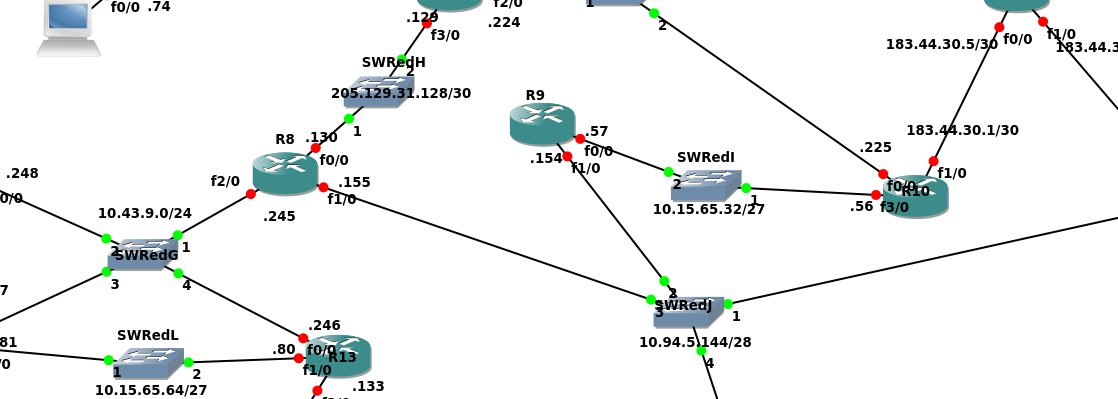 f0/0 .74
.129
f2/0
.224
f3/0
SWRedH
2
205.129.31.128/30
1
.130
R8
f0/0
f2/0
.155
f1/0
.245
.248
0/0
10.43.9.0/24
2
1
SWRedG
3
4
7
.246
SWRedL
81
/0
1
2
10.15.65.64/27
.80
f0/0
R13
f1/0
.133
1
2
R9
.57
f0/0
.154
f1/0
SWRedI
2
1
10.15.65.32/27
.225
f0/0
R10
.56
f3/0
f1/0
183.44.30.1/30
183.44.30.5/30
f0/0
f1/0
183.44.3
2
SWRedJ
3
1
10.94.5.144/28
4